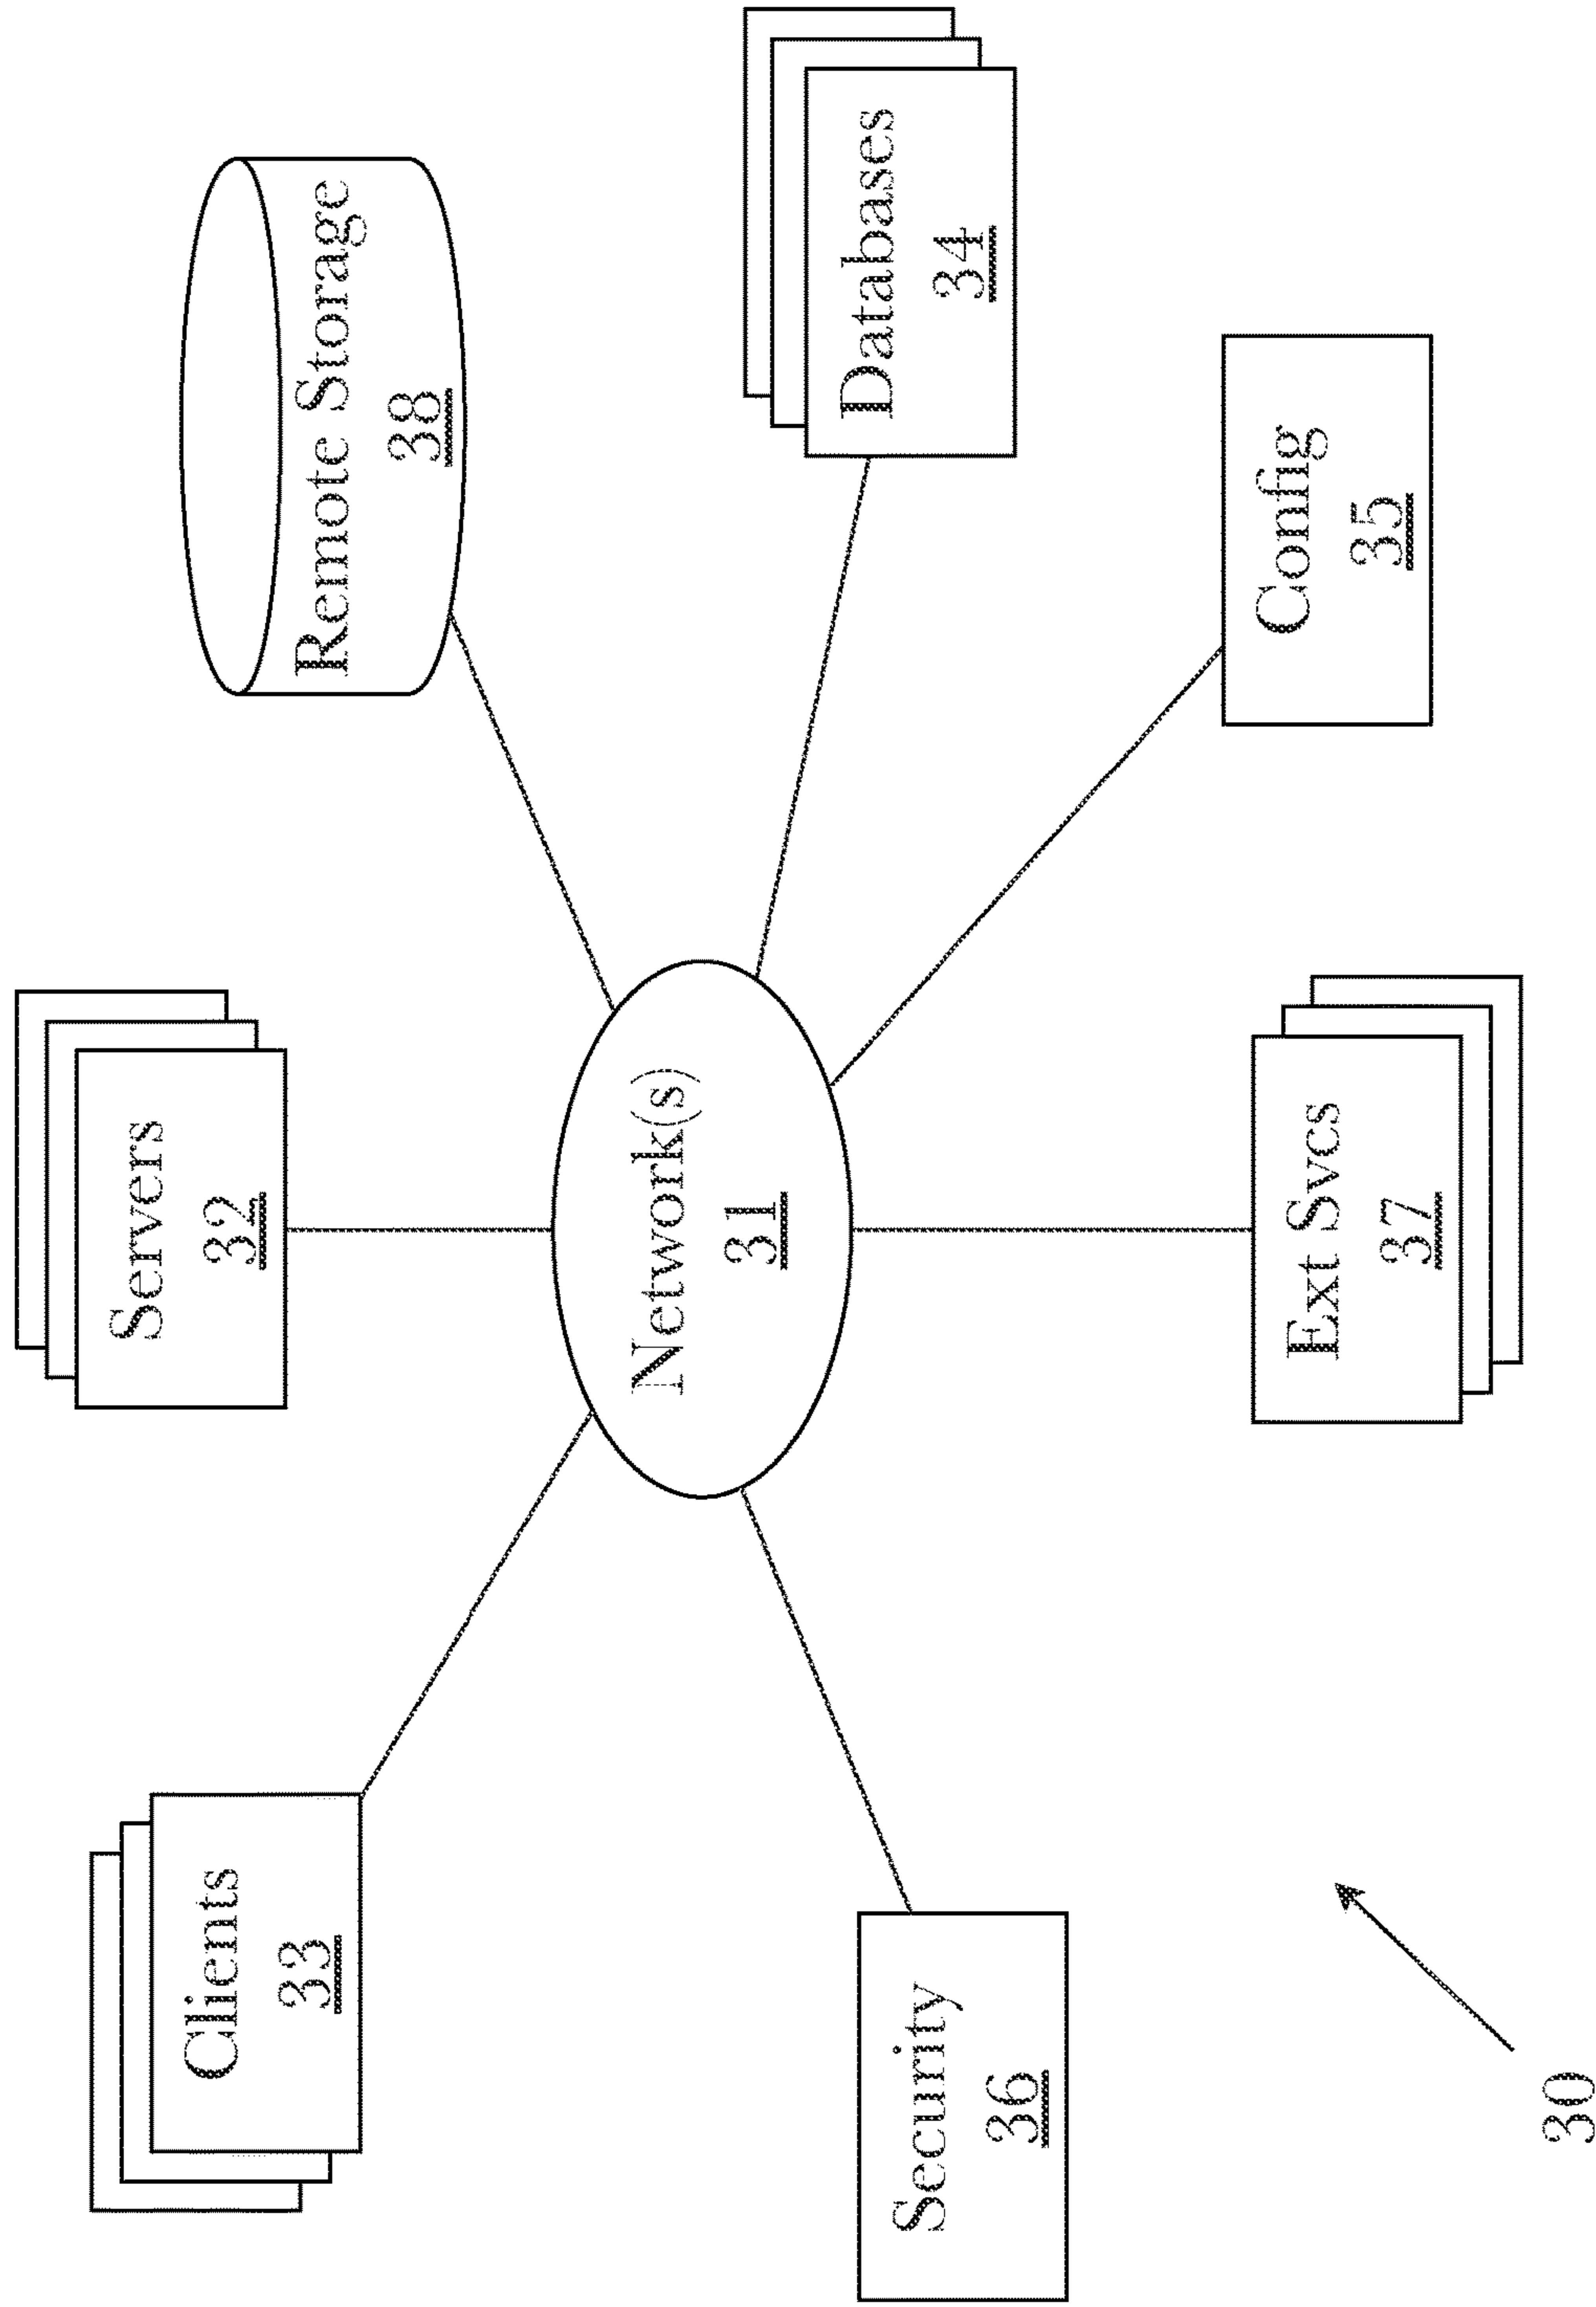 Servers
32
Clients
33
Remote Storage
38
Network(s)
31
Databases
34
Security
36
Config
35
Ext Svcs
37
30